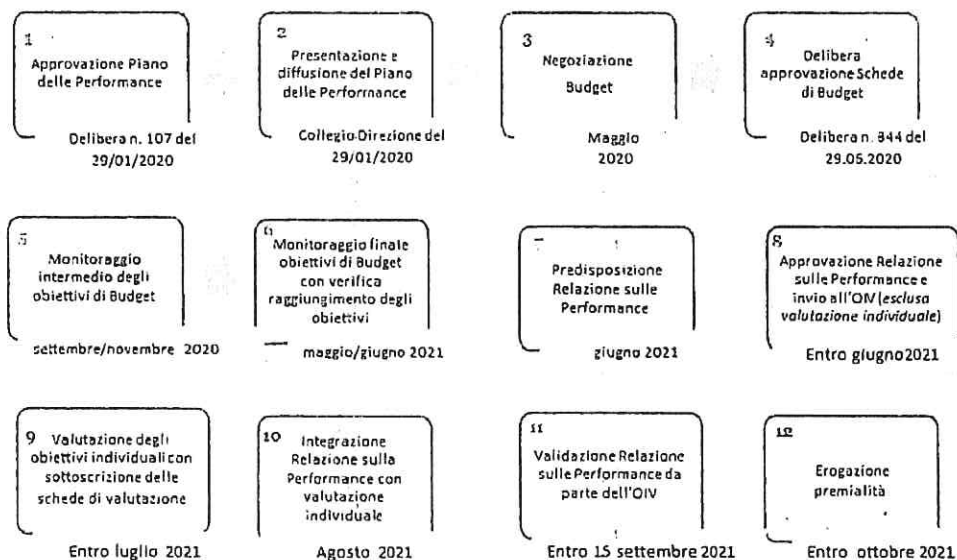 1
Approvazione Piano
delle Performance
Delibera n. 107 del
29/01/2020
2
Presentazione e
diffusione del Piano
delle Performance
Collegio Direzione del
29/01/2020
3
Negoziazione
Budget
Maggio
2020
4
Delibera
approvazione Schede
di Budget
Delibera n. 844 del
29.05.2020
5
Monitoraggio
intermedio degli
obiettivi di Budget
settembre/novembre 2020
6
Monitoraggio finale
obiettivi di Budget
con verifica
raggiungimento degli
obiettivi
maggio/giugno 2021
7
Predisposizione
Relazione sulle
Performance
giugno 2021
8
Approvazione Relazione
sulle Performance e
invio all'OIV (esclusa
valutazione individuale)
Entro giugno 2021
9 Valutazione degli
obiettivi individuali con
sottoscrizione delle
schede di valutazione
Entro luglio 2021
10 Integrazione
Relazione sulla
Performance con
valutazione
individuale
Agosto 2021
11
Validazione Relazione
sulle Performance da
parte dell'OIV
Entro 15 settembre 2021
12
Erogazione
premialità
Entro ottobre 2021